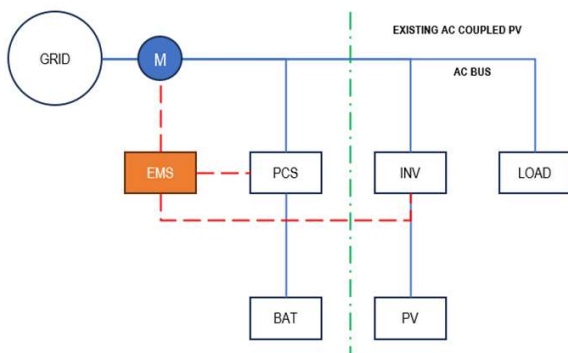 EXISTING AC COUPLED PV
GRID
M
AC BUS
EMS
PCS
INV
LOAD
BAT
PV